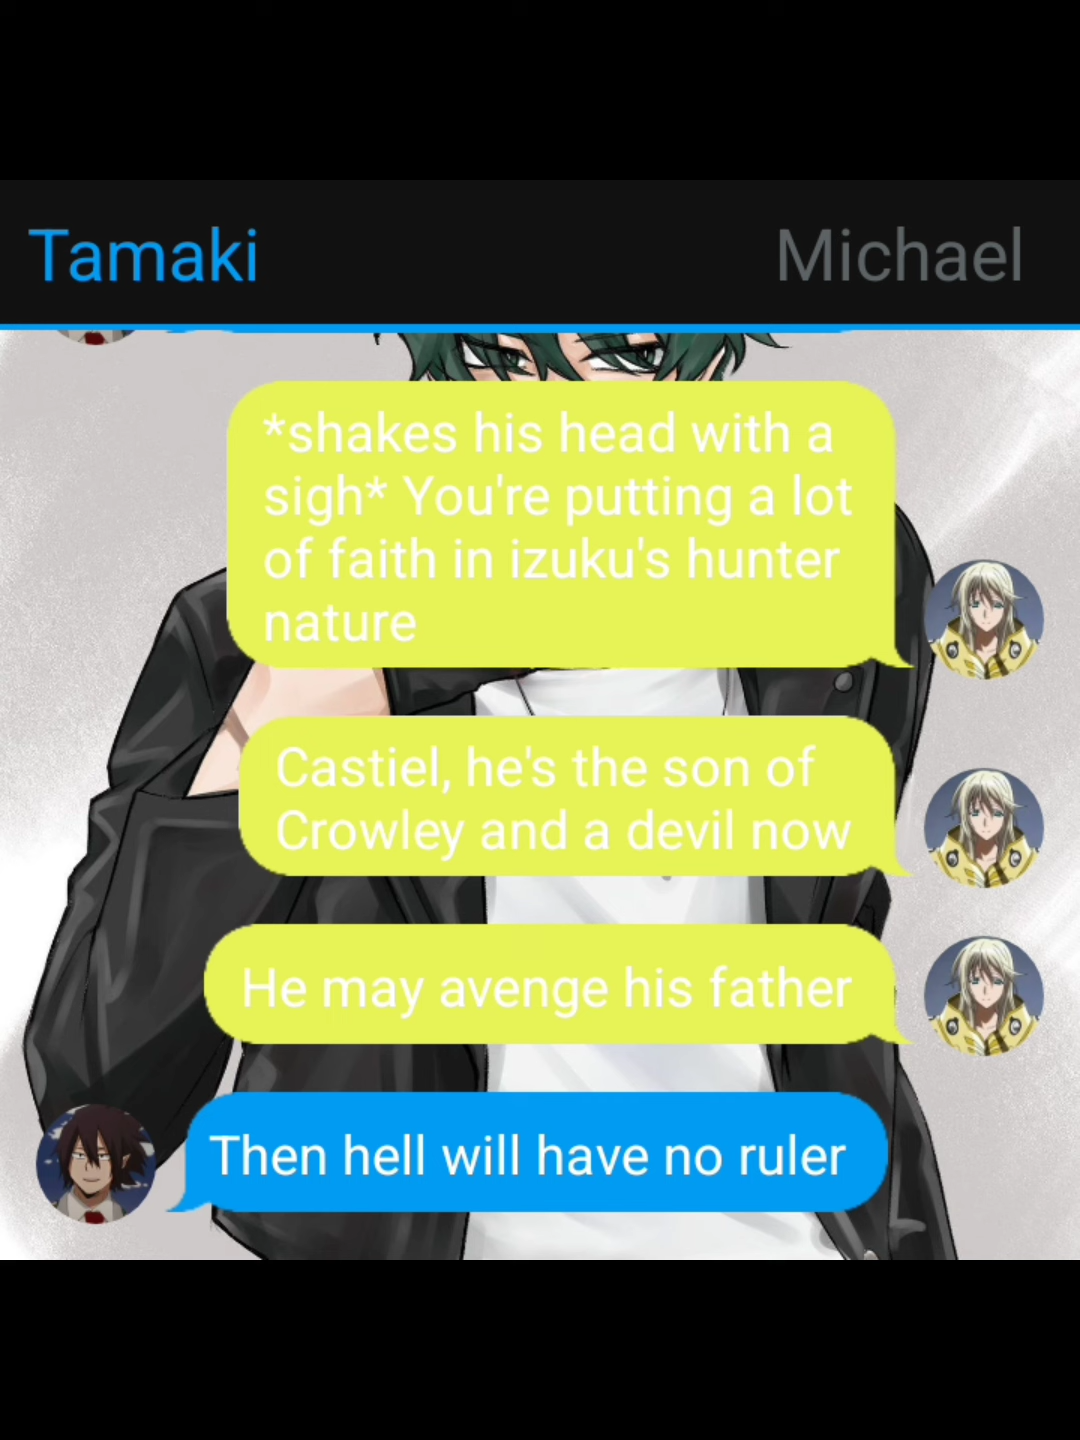 Tamaki
Michael
*shakes his head with a
sigh* You're putting a lot
of faith in izuku's hunter
nature
Castiel, he's the son of
Crowley and a devil now
He may avenge his father
Then hell will have no ruler